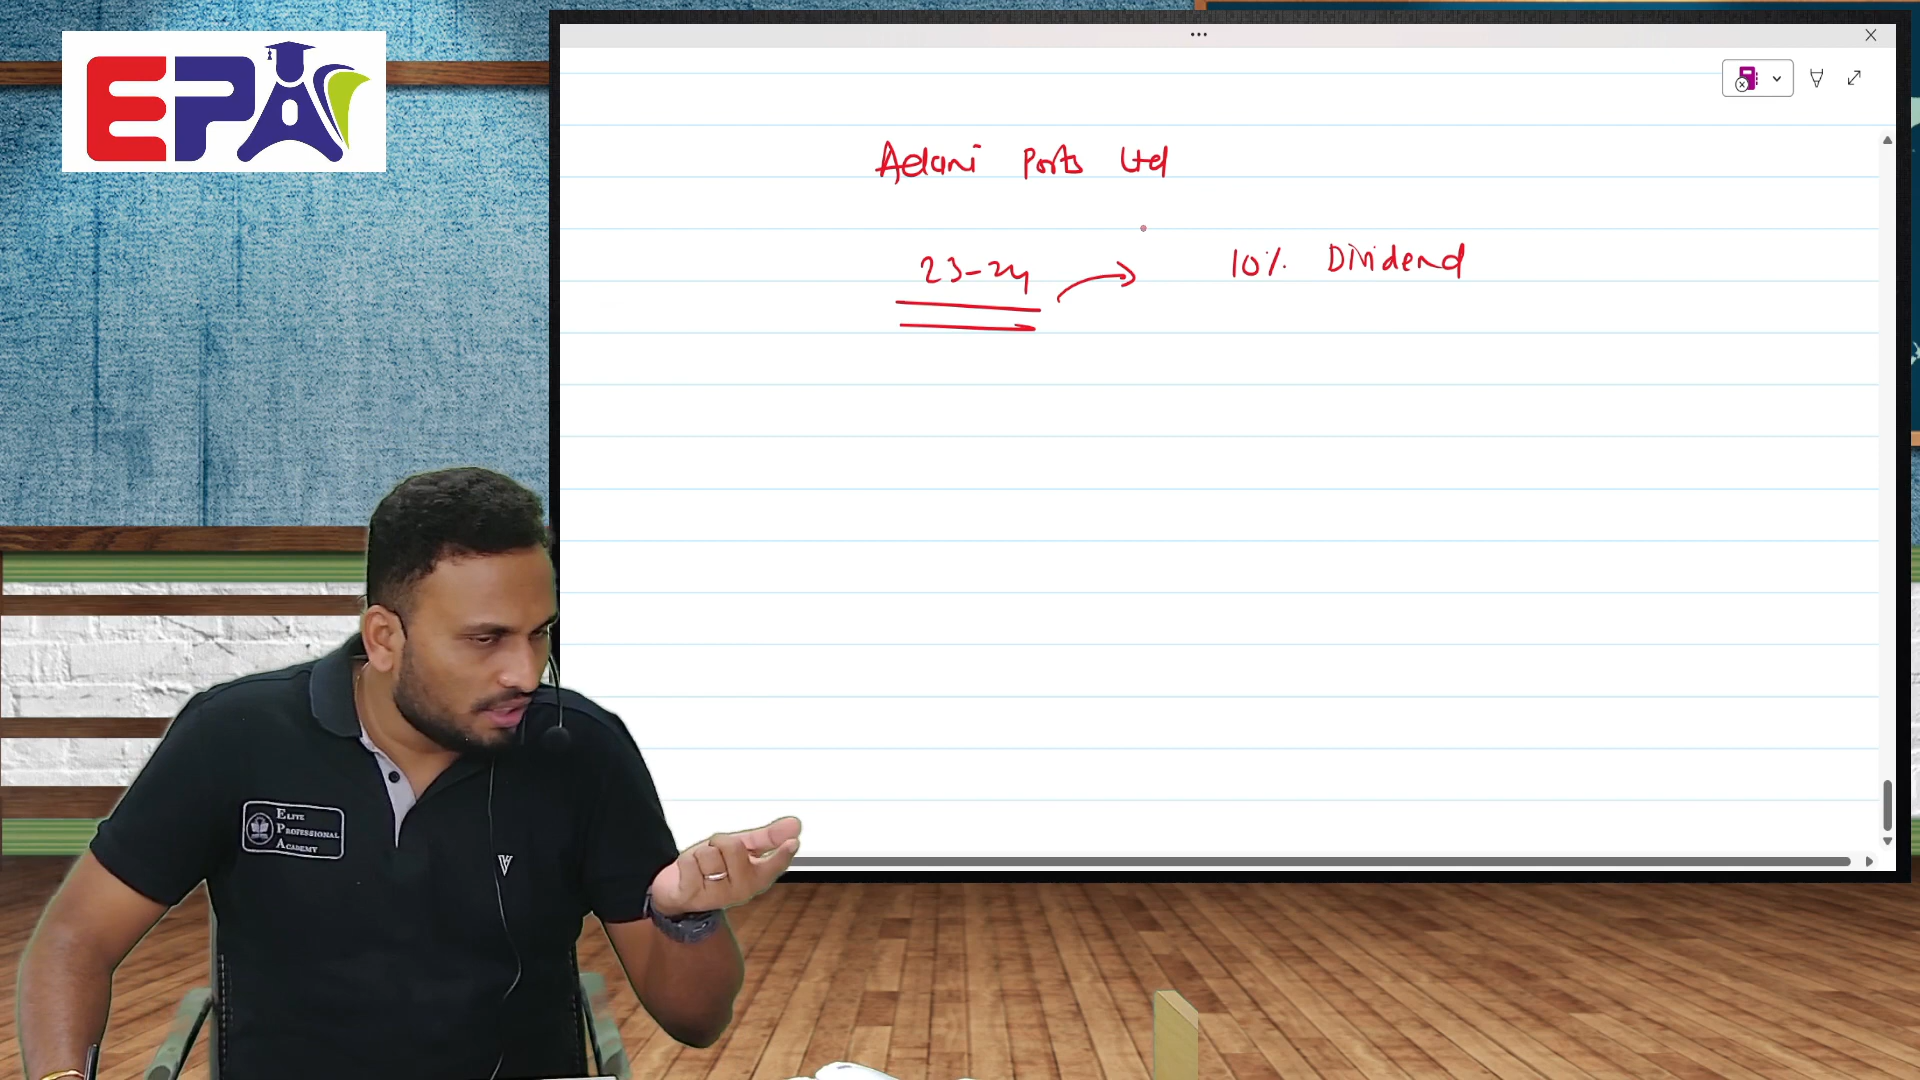 EPA
Adani Ports Ltd
23-24
10% Dividend
ELITE
PROFESSIONAL
ACADEMY